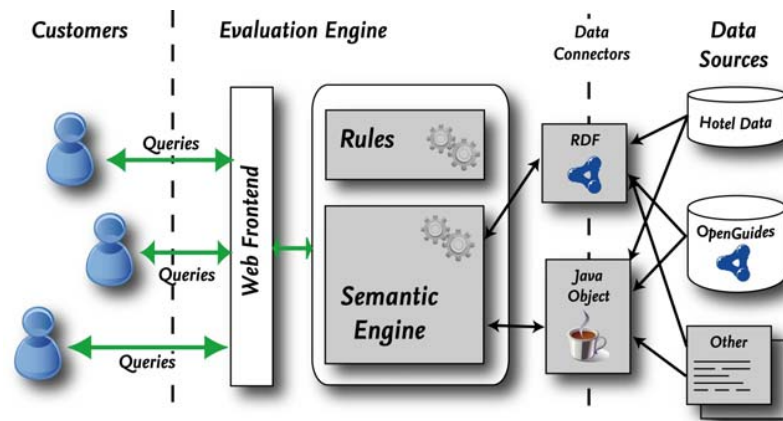 Customers
Evaluation Engine
Data
Connectors
Data
Sources
Queries
Queries
Queries
Web Frontend
Rules
Semantic
Engine
RDF
Java
Object
Hotel Data
OpenGuides
Other